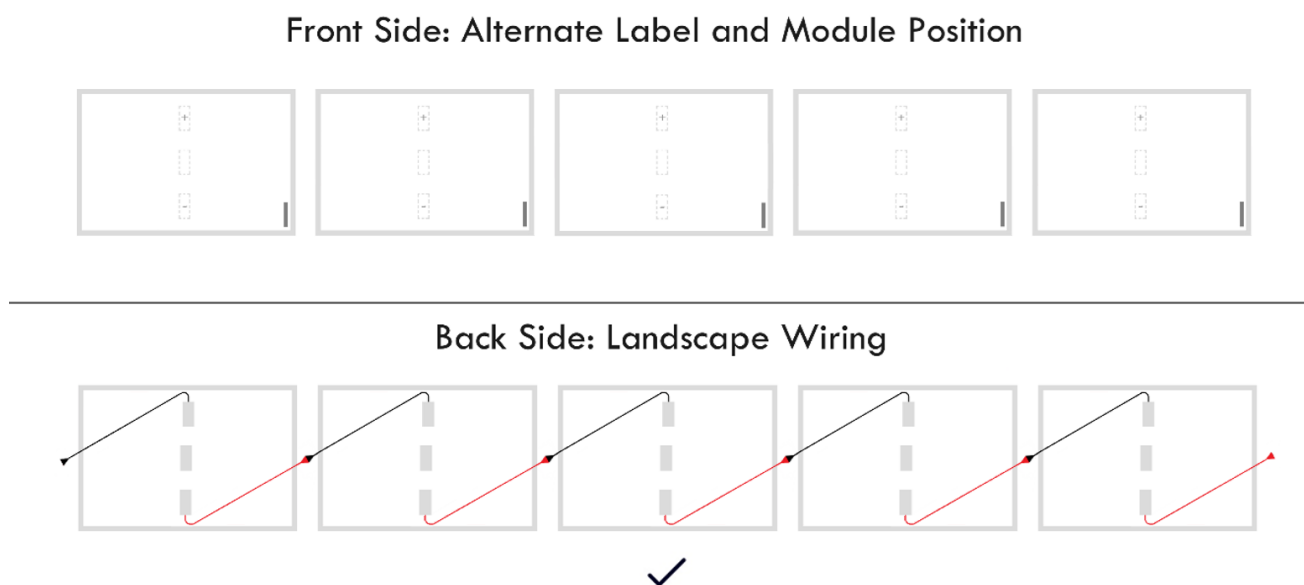 Front Side: Alternate Label and Module Position
+ + + + +
- - - - -
Back Side: Landscape Wiring